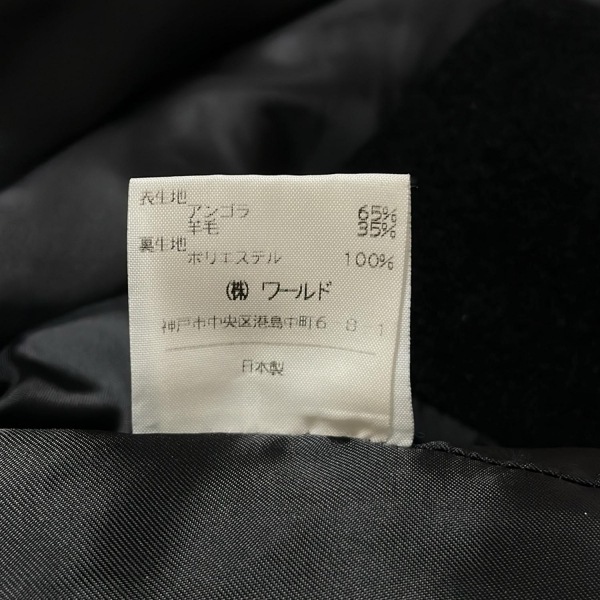 表生地
アンゴラ 65%
羊毛 35%
裏生地
ポリエステル 100%
㈱ ワールド
神戸市中央区港島中町6 8 1
日本製